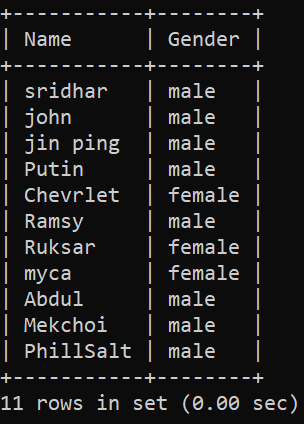 +-----------+--------+
| Name      | Gender |
+-----------+--------+
| sridhar   | male   |
| john      | male   |
| jin ping  | male   |
| Putin     | male   |
| Chevrlet  | female |
| Ramsy     | male   |
| Ruksar    | female |
| myca      | female |
| Abdul     | male   |
| Mekchoi   | male   |
| PhillSalt | male   |
+-----------+--------+
11 rows in set (0.00 sec)